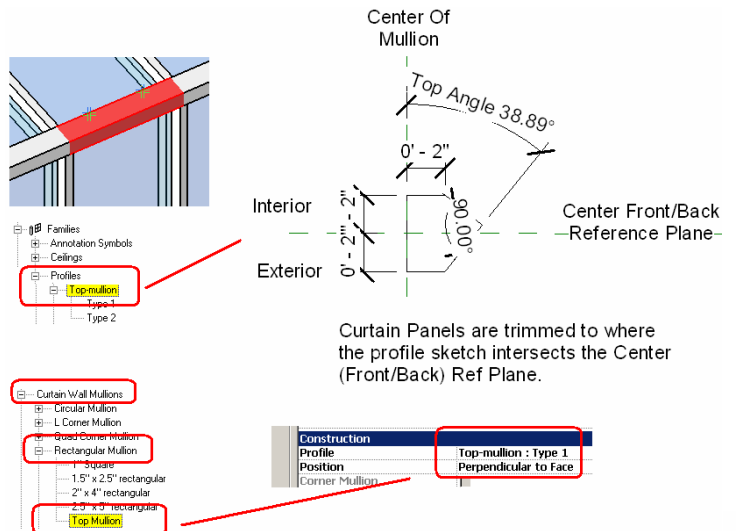 Center Of
Mullion
Top Angle 38.89°
0' - 2"
Interior
0' - 2"
0' - 2"
Exterior
90.00°
Center Front/Back
Reference Plane
Families
Annotation Symbols
Ceilings
Profiles
Top-mullion
Type 1
Type 2
Curtain Panels are trimmed to where
the profile sketch intersects the Center
(Front/Back) Ref Plane.
Curtain Wall Mullions
Circular Mullion
L Corner Mullion
Quad Corner Mullion
Rectangular Mullion
1" Square
1.5" x 2.5" rectangular
2" x 4" rectangular
2.5" x 5" rectangular
Top Mullion
Construction
Profile Top-mullion : Type 1
Position Perpendicular to Face
Corner Mullion